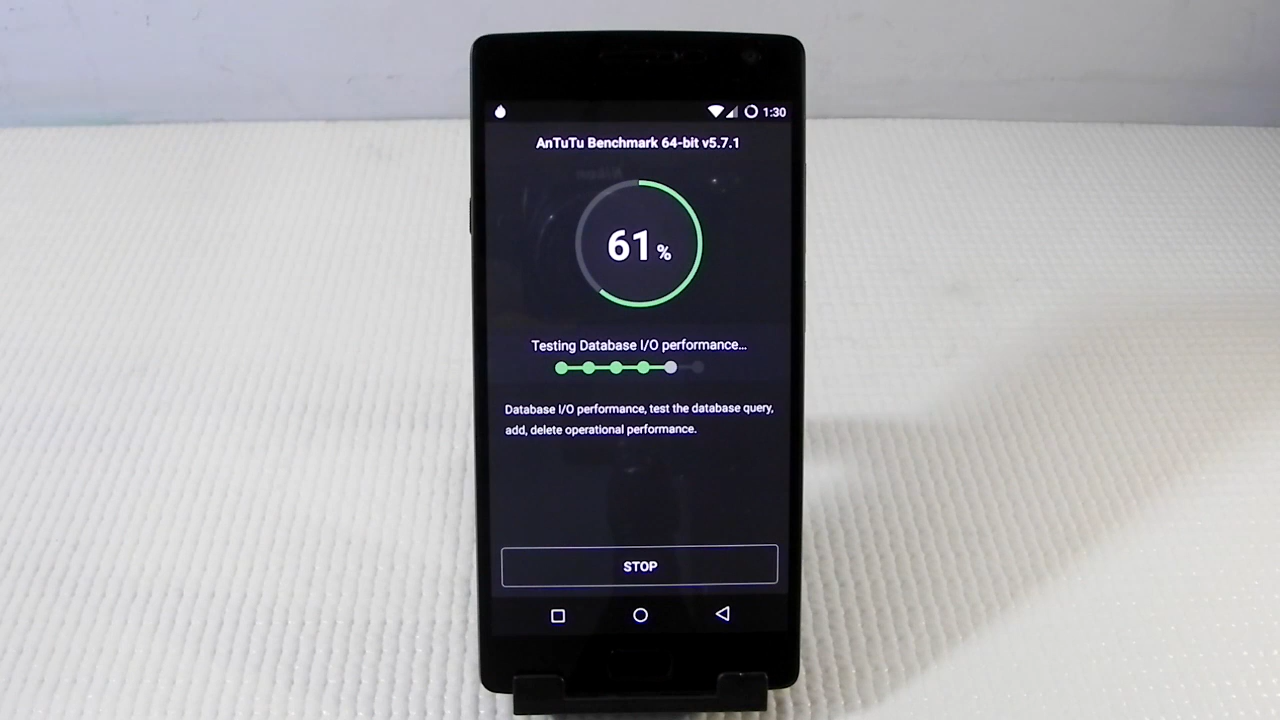 1:30
AnTuTu Benchmark 64-bit v5.7.1
61 %
Testing Database I/O performance...
Database I/O performance, test the database query,
add, delete operational performance.
STOP